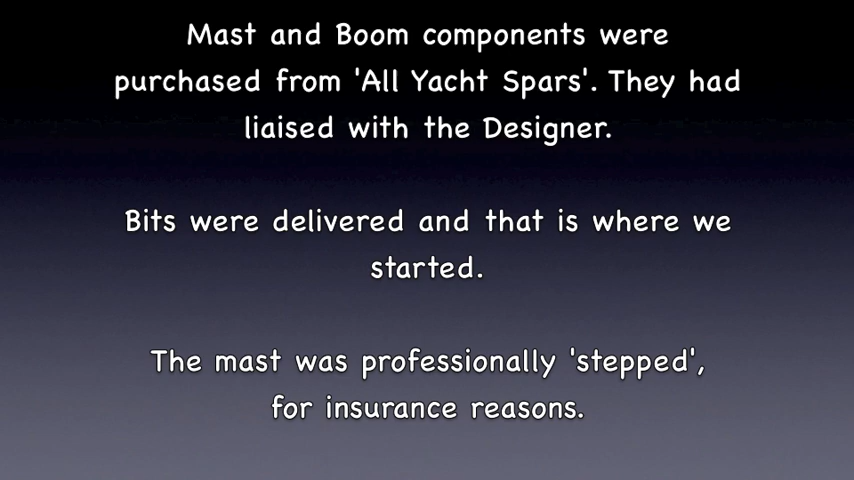 Mast and Boom components were
purchased from 'All Yacht Spars'. They had
liaised with the Designer.
Bits were delivered and that is where we
started.
The mast was professionally 'stepped',
for insurance reasons.